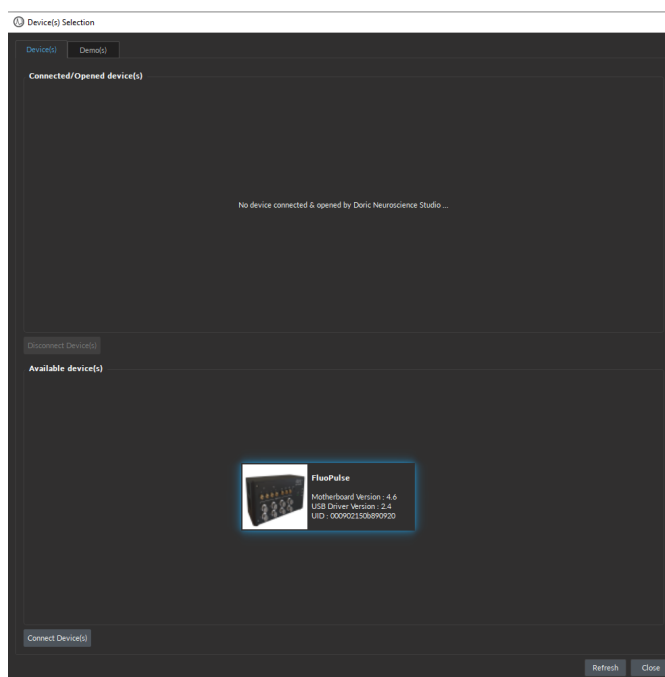 Device(s) Selection
Device(s) Demo(s)
Connected/Opened device(s)
No device connected & opened by Doric Neuroscience Studio ...
Disconnect Device(s)
Available device(s)
FluoPulse
Motherboard Version : 4.6
USB Driver Version : 2.4
UID : 000902150b890920
Connect Device(s)
Refresh Close